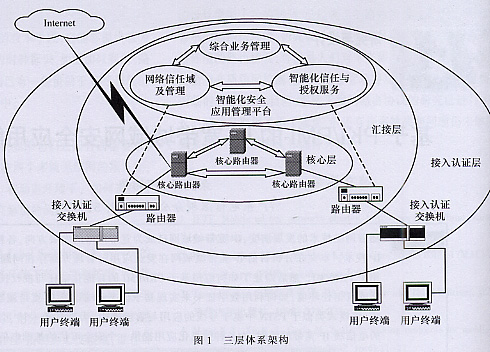 Internet
综合业务管理
网络信任域
及管理
智能化信任与
授权服务
智能化安全
应用管理平台
汇接层
核心路由器
核心层
接入认证层
核心路由器
核心路由器
接入认证
交换机
路由器
路由器
接入认证
交换机
用户终端
用户终端
用户终端
用户终端
图 1 三层体系架构